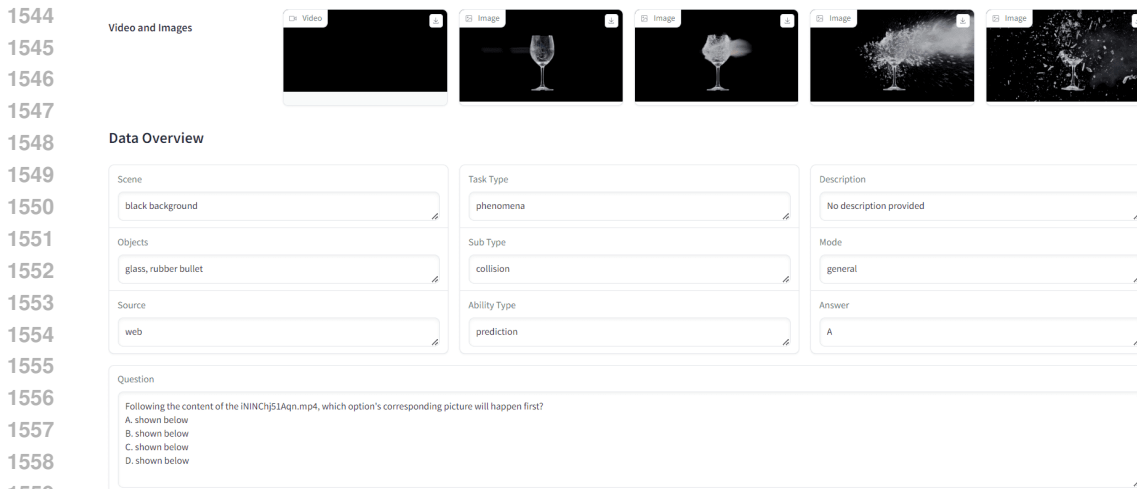 1544
1545
1546
1547
1548
1549
1550
1551
1552
1553
1554
1555
1556
1557
1558
Video and Images
Video
Image
Image
Image
Image
Data Overview
Scene
black background
Task Type
phenomena
Description
No description provided
Objects
glass, rubber bullet
Sub Type
collision
Mode
general
Source
web
Ability Type
prediction
Answer
A
Question
Following the content of the iNINChj51Aqn.mp4, which option's corresponding picture will happen first?
A. shown below
B. shown below
C. shown below
D. shown below